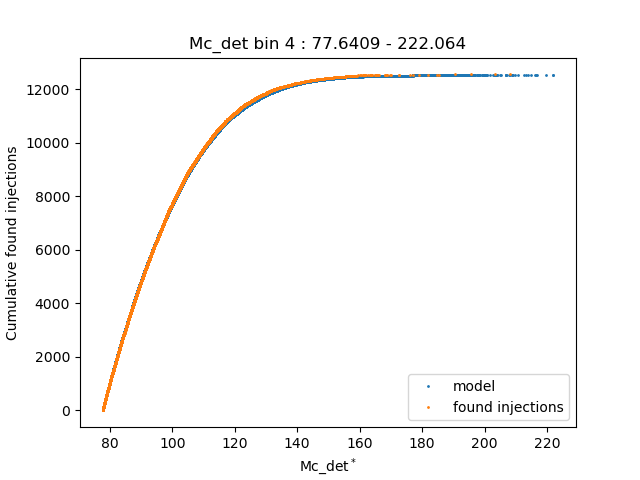 Mc_det bin 4 : 77.6409 - 222.064
Cumulative found injections
12000
10000
8000
6000
4000
2000
0
80 100 120 140 160 180 200 220
Mc_det*
model
found injections